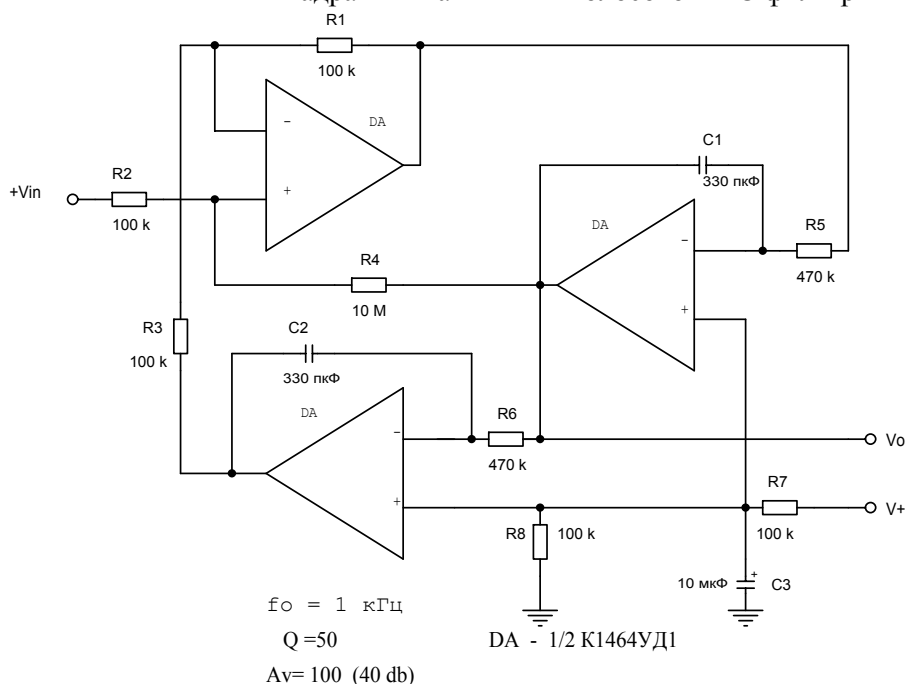 R1
100 k
DA
−
+
+Vin
R2
100 k
C1
330 пкФ
DA
−
+
R5
470 k
R4
10 М
R3
100 k
C2
330 пкФ
DA
−
+
R6
470 k
Vo
R7
100 k
V+
R8
100 k
10 мкФ
+
C3
fo = 1 кГц
Q =50
DA - 1/2 К1464УД1
Av= 100 (40 db)